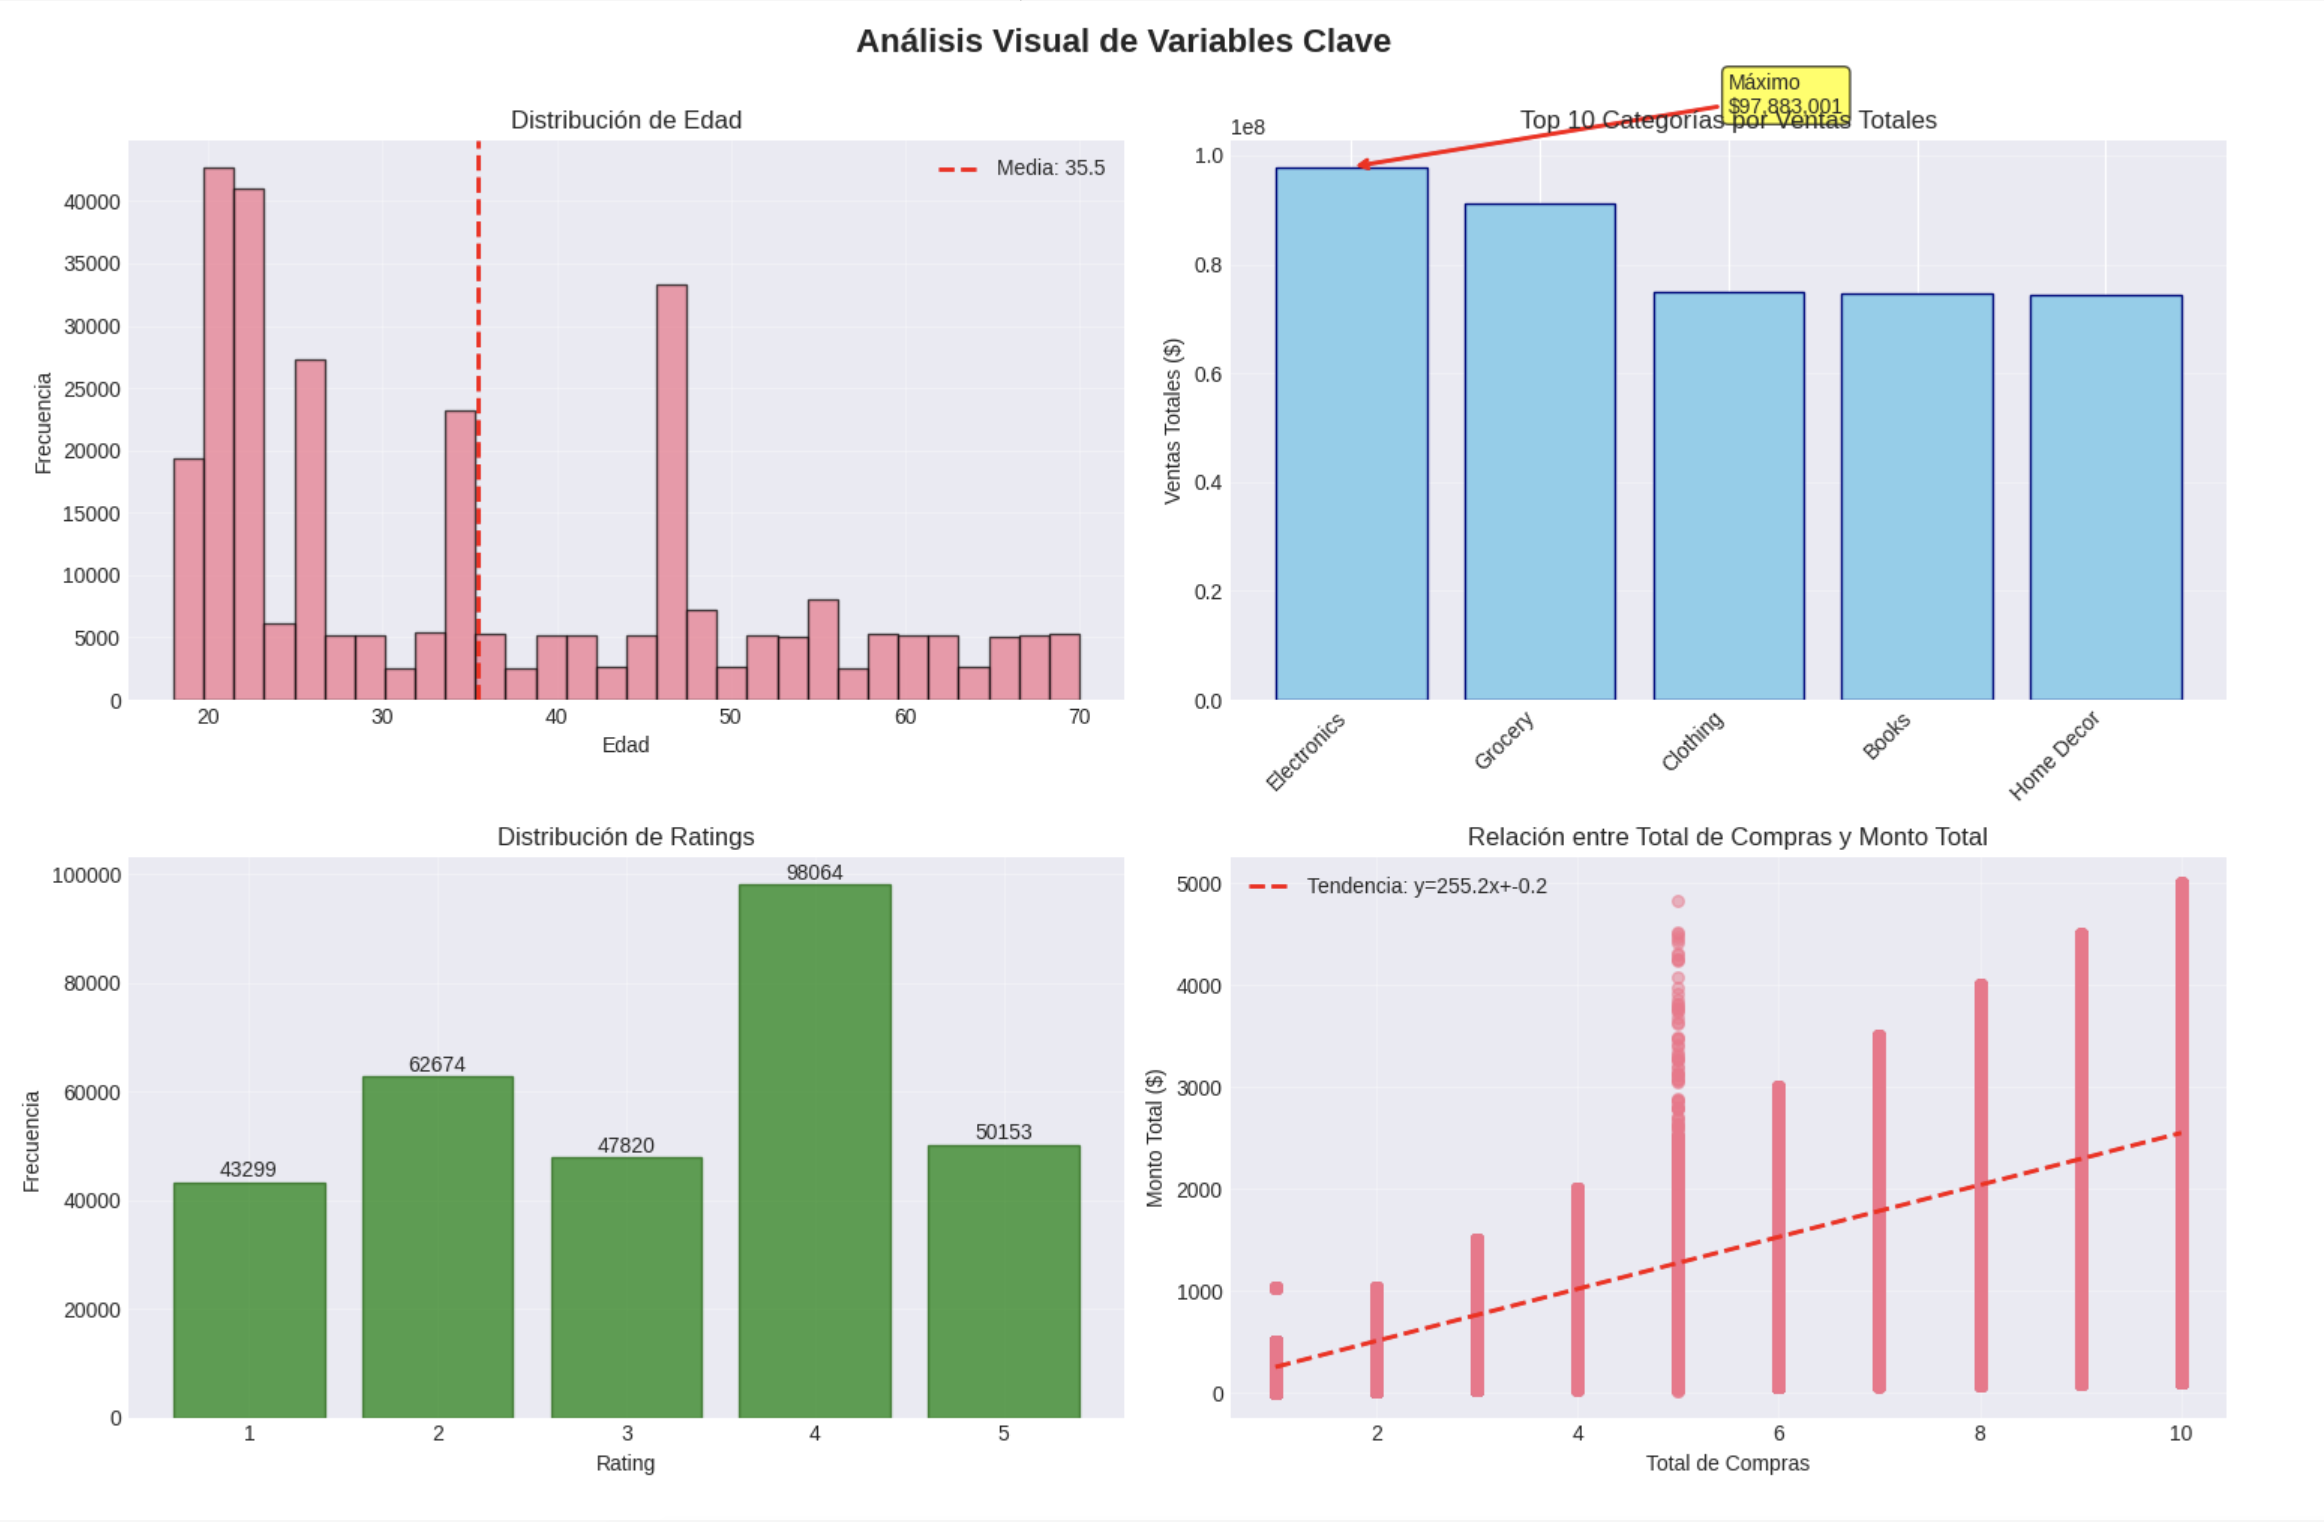 Análisis Visual de Variables Clave
Distribución de Edad
Media: 35.5
40000
35000
30000
25000
20000
15000
10000
5000
0
Frecuencia
20 30 40 50 60 70
Edad
Máximo
$97,883,001
Top 10 Categorías por Ventas Totales
1e8
1.0
0.8
0.6
0.4
0.2
0.0
Ventas Totales ($)
Electronics
Grocery
Clothing
Books
Home Decor
Distribución de Ratings
100000
80000
60000
40000
20000
0
Frecuencia
43299
62674
47820
98064
50153
1 2 3 4 5
Rating
Relación entre Total de Compras y Monto Total
Tendencia: y=255.2x+-0.2
5000
4000
3000
2000
1000
0
Monto Total ($)
2 4 6 8 10
Total de Compras